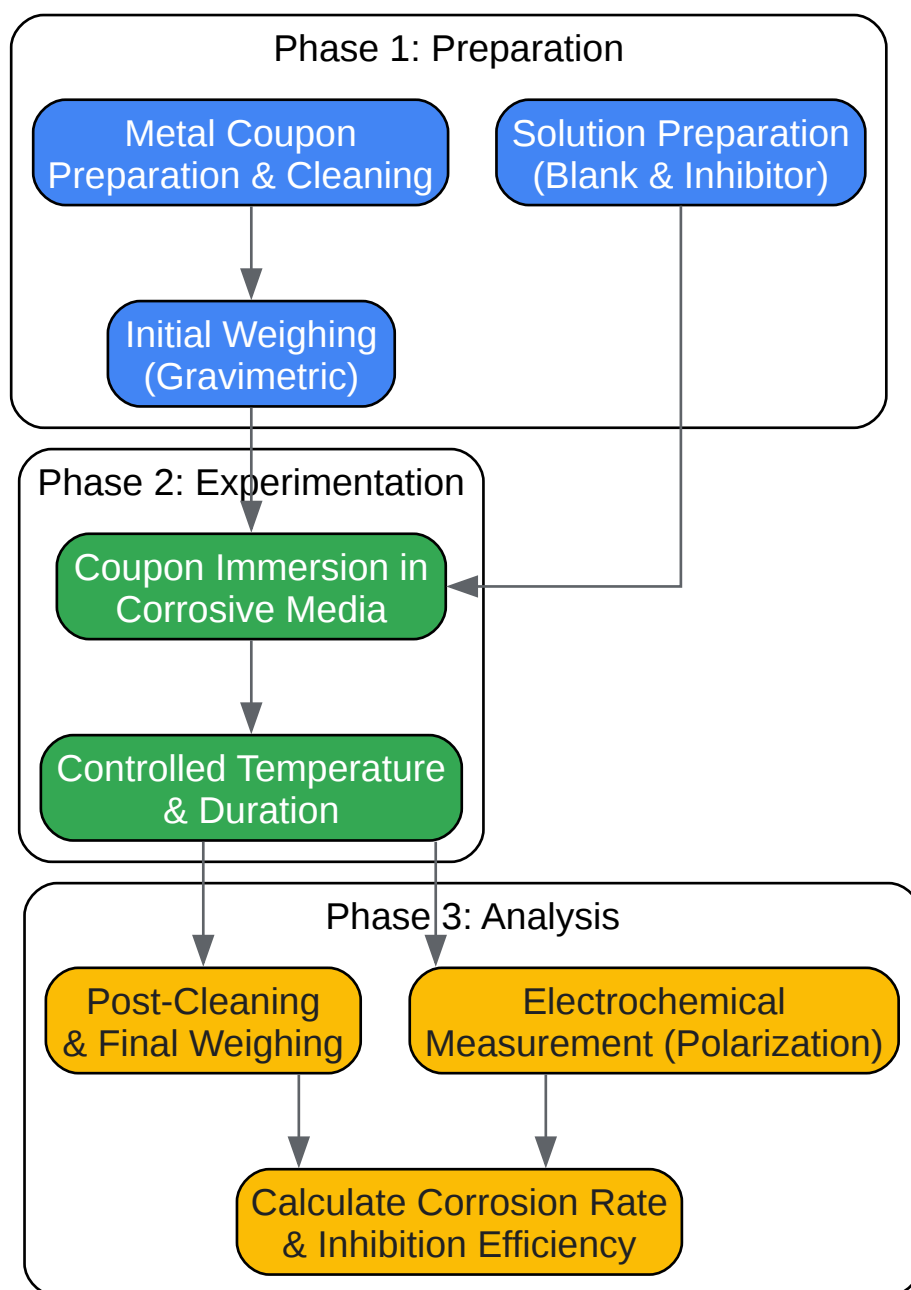 Phase 1: Preparation
Metal Coupon
Preparation & Cleaning
Solution Preparation
(Blank & Inhibitor)
Initial Weighing
(Gravimetric)
Phase 2: Experimentation
Coupon Immersion in
Corrosive Media
Controlled Temperature
& Duration
Phase 3: Analysis
Post-Cleaning
& Final Weighing
Electrochemical
Measurement (Polarization)
Calculate Corrosion Rate
& Inhibition Efficiency